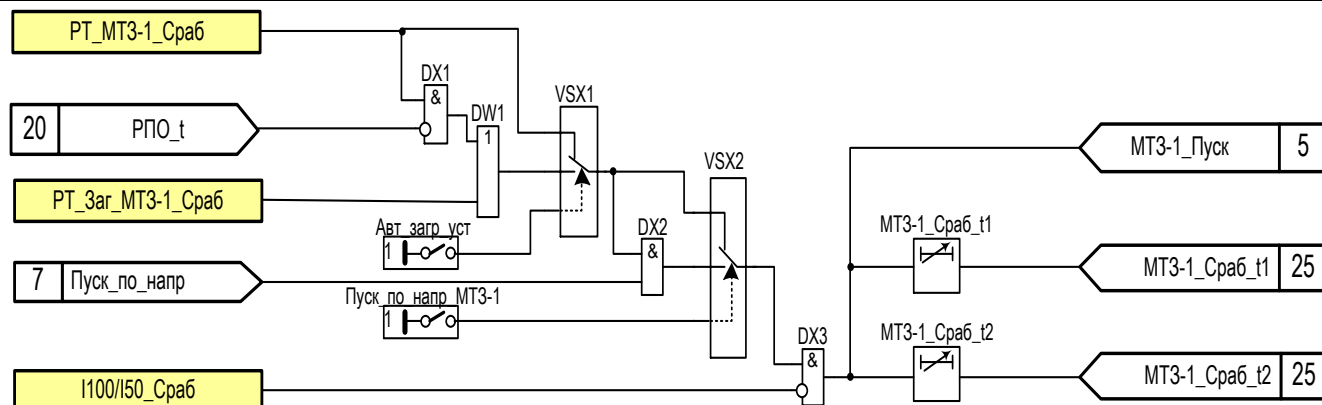 РТ_МТЗ-1_Сраб
DX1
&
20 РПО_t
DW1
1
VSX1
РТ_Заг_МТЗ-1_Сраб
Авт_загр_уст
1
7 Пуск_по_напр
DX2
&
Пуск_по_напр_МТЗ-1
1
VSX2
I100/I50_Сраб
DX3
&
МТЗ-1_Пуск 5
МТЗ-1_Сраб_t1
МТЗ-1_Сраб_t1 25
МТЗ-1_Сраб_t2
МТЗ-1_Сраб_t2 25